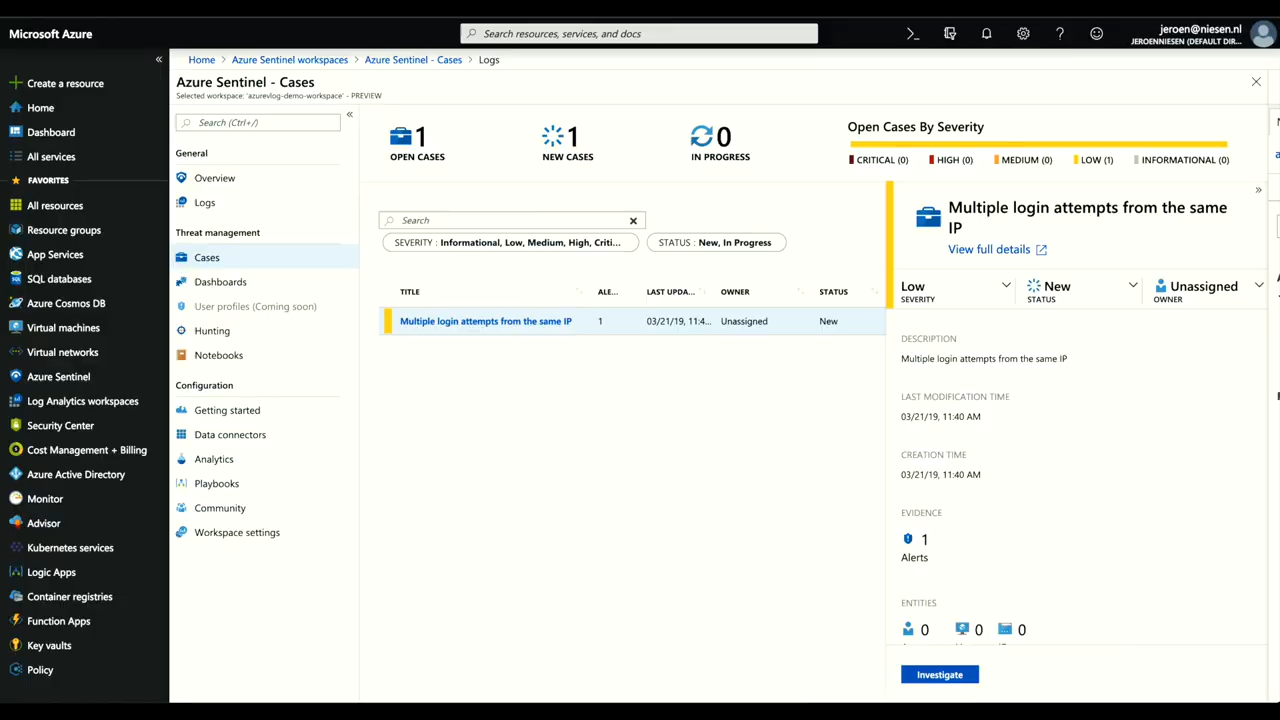 Microsoft Azure
Search resources, services, and docs
jeroen@niesen.nl
JEROENNIESEN (DEFAULT DIR...
Create a resource
Home
Dashboard
All services
FAVORITES
All resources
Resource groups
App Services
SQL databases
Azure Cosmos DB
Virtual machines
Virtual networks
Azure Sentinel
Log Analytics workspaces
Security Center
Cost Management + Billing
Azure Active Directory
Monitor
Advisor
Kubernetes services
Logic Apps
Container registries
Function Apps
Key vaults
Policy
Home > Azure Sentinel workspaces > Azure Sentinel - Cases > Logs
Azure Sentinel - Cases
Selected workspace: 'azurevlog-demo-workspace' - PREVIEW
Search (Ctrl+/)
General
Overview
Logs
Threat management
Cases
Dashboards
User profiles (Coming soon)
Hunting
Notebooks
Configuration
Getting started
Data connectors
Analytics
Playbooks
Community
Workspace settings
1
OPEN CASES
1
NEW CASES
0
IN PROGRESS
Open Cases By Severity
CRITICAL (0) HIGH (0) MEDIUM (0) LOW (1) INFORMATIONAL (0)
Search
SEVERITY : Informational, Low, Medium, High, Criti... STATUS : New, In Progress
TITLE ALE... LAST UPDA... OWNER STATUS
Multiple login attempts from the same IP 1 03/21/19, 11:4... Unassigned New
Multiple login attempts from the same
IP
View full details
Low New Unassigned
SEVERITY STATUS OWNER
DESCRIPTION
Multiple login attempts from the same IP
LAST MODIFICATION TIME
03/21/19, 11:40 AM
CREATION TIME
03/21/19, 11:40 AM
EVIDENCE
1
Alerts
ENTITIES
0 0 0
Investigate